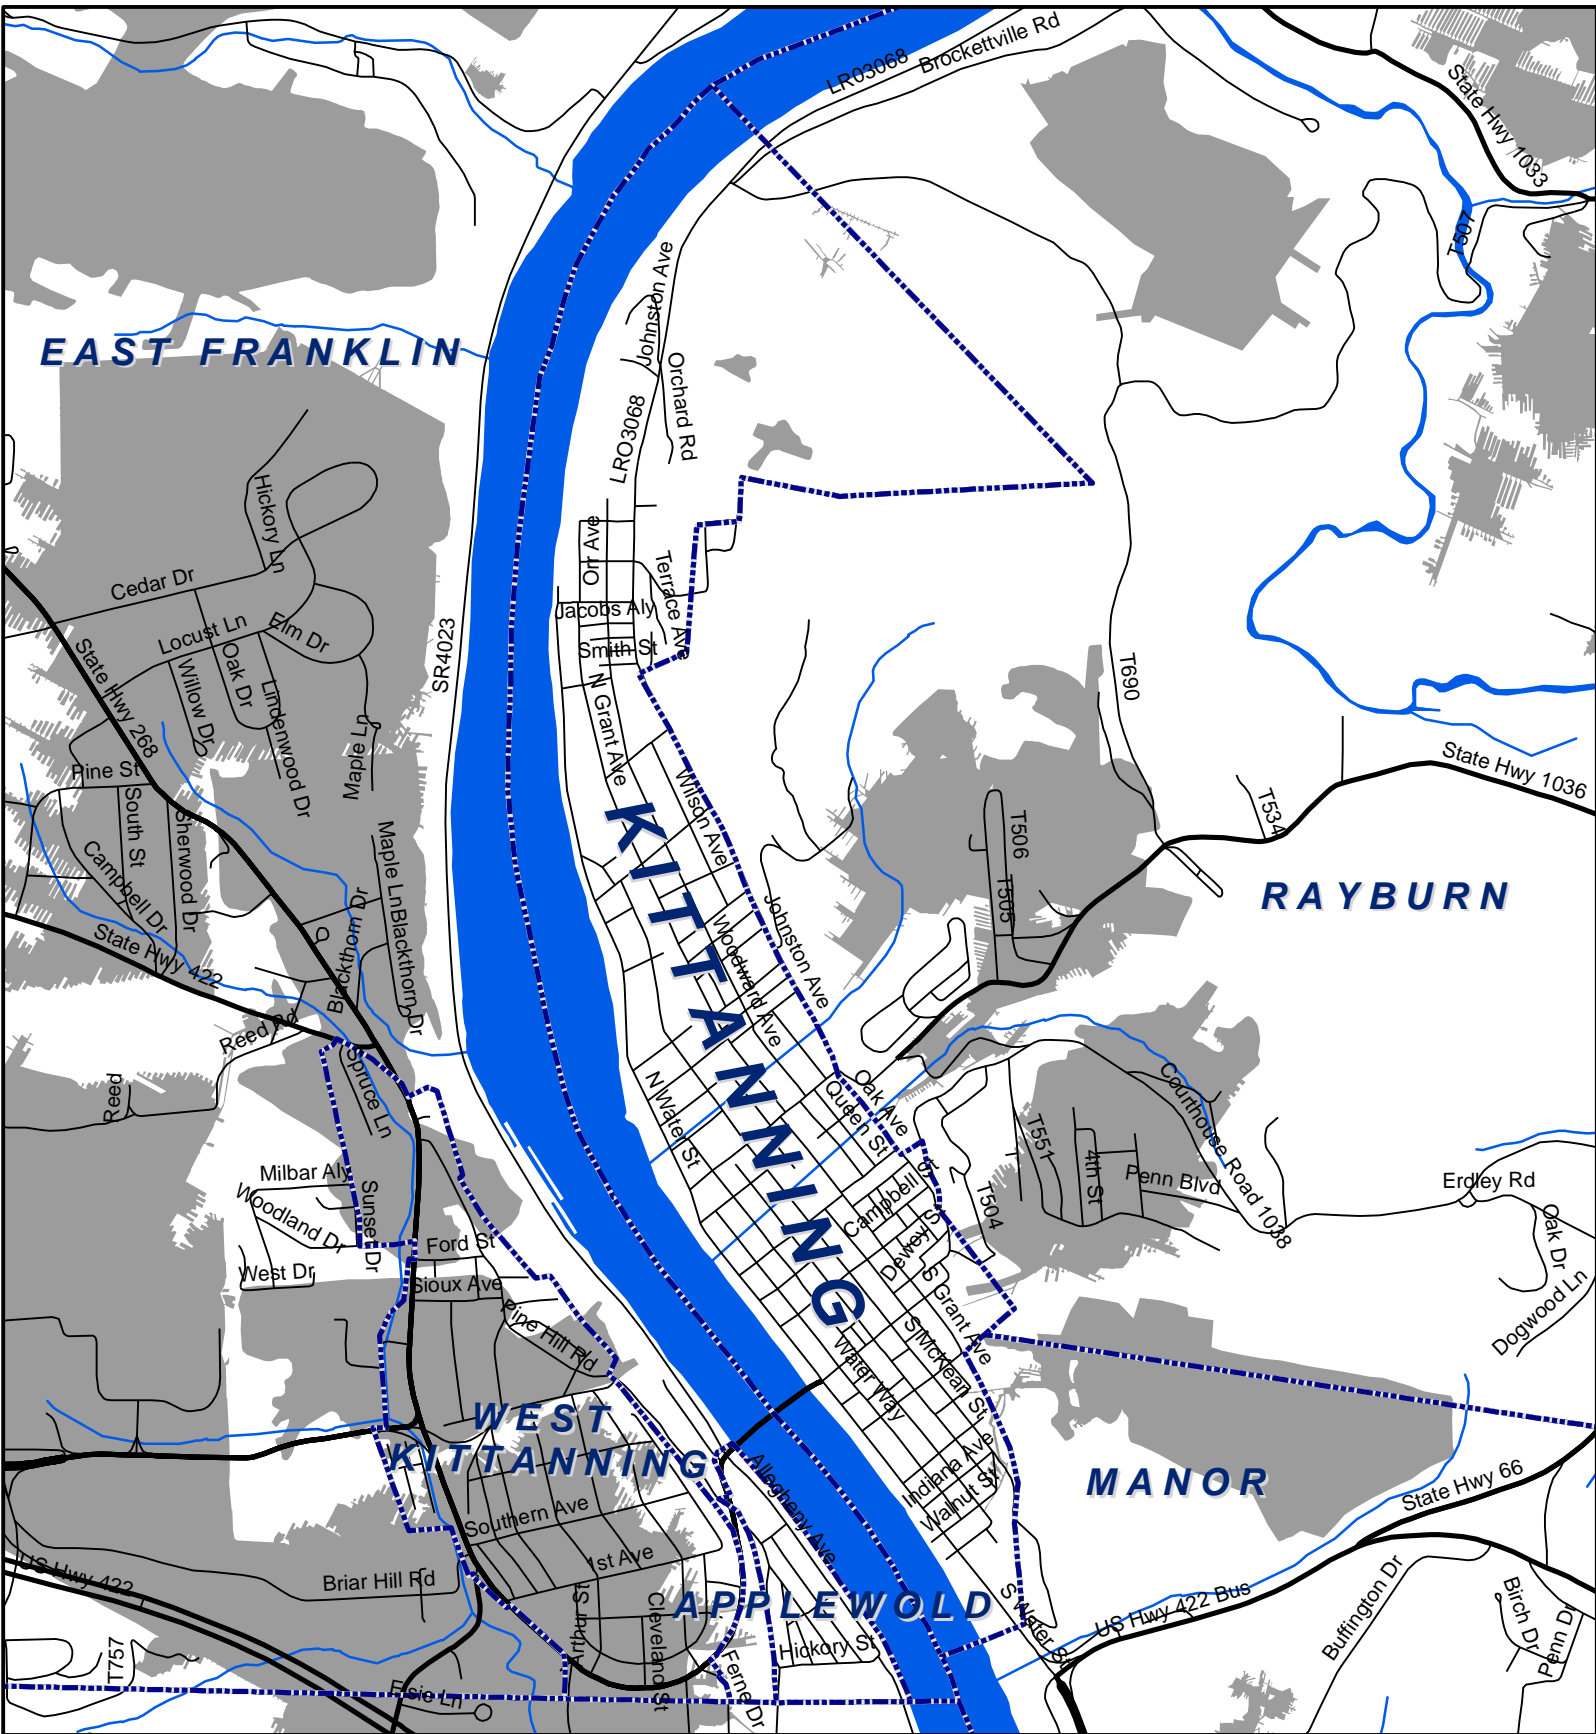 Brockettville Rd
LR03068
State Hwy 1033
T507
Johnston Ave
EAST FRANKLIN
Orchard Rd
LRO3068
Hickory Ln
Orr Ave
Cedar Dr
Terrace Ave
Jacobs Aly
Locust Ln
Elm Dr
SR4023
Smith St
Oak Dr
Willow Dr
State Hwy 268
Lindenwood Dr
T690
N Grant Ave
Maple Ln
State Hwy 1036
Pine St
South St
Wilson Ave
T534
KITTANNING
Sherwood Dr
T506
Maple Ln
Campbell Dr
T505
RAYBURN
Blackthorn Dr
Blackthorn Dr
Johnston Ave
Woodward Ave
State Hwy 422
Reed Rd
Spruce Ln
Reed
Oak Ave
Queen St
N Water St
Courthouse Road 1038
T551
4th St
Penn Blvd
Erdley Rd
Milbar Aly
Woodland Dr
Sunset Dr
Campbell St
T504
Oak Dr
Ford St
Dewey St
West Dr
Sioux Ave
S Grant Ave
Pine Hill Rd
Dogwood Ln
S McKean St
Water Way
WEST
KITTANNING
Indiana Ave
Walnut St
MANOR
State Hwy 66
Allegheny Ave
Southern Ave
1st Ave
US Hwy 422
Briar Hill Rd
Arthur St
Cleveland St
APPLEWOLD
S Water St
US Hwy 422 Bus
Buffington Dr
Birch Dr
Penn Dr
Hickory St
Ferne Dr
T757
Elsie Ln